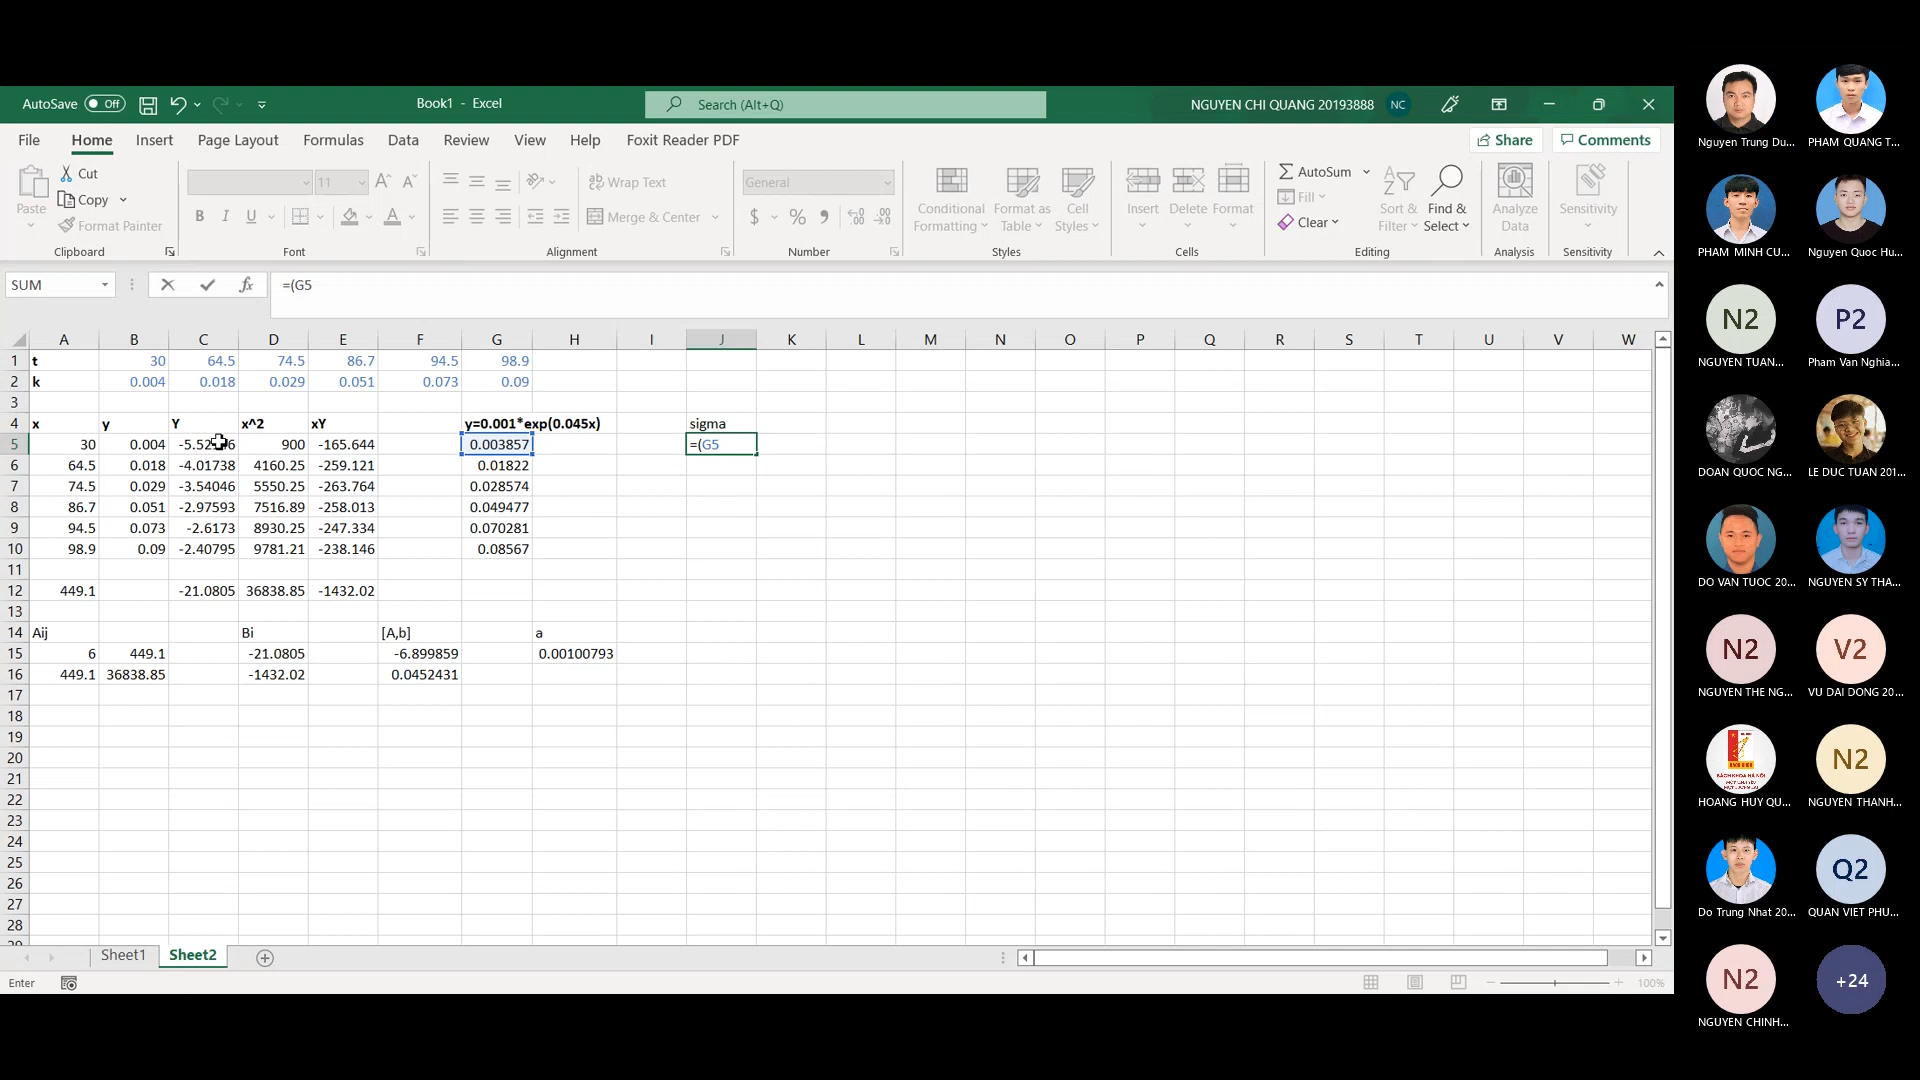 AutoSave Off Book1 - Excel Search (Alt+Q) NGUYEN CHI QUANG 20193888 NC
File Home Insert Page Layout Formulas Data Review View Help Foxit Reader PDF Share Comments
Paste Cut Copy Format Painter
Clipboard
11 A A B I U A
Font
Wrap Text Merge & Center
Alignment
General $ % ,
Number
Conditional Formatting Format as Table Cell Styles
Styles
Insert Delete Format
Cells
AutoSum Fill Clear Sort & Filter Find & Select
Editing
Analyze Data
Analysis
Sensitivity
Sensitivity
SUM fx =(G5
A B C D E F G H I J K L M N O P Q R S T U V W
1 t 30 64.5 74.5 86.7 94.5 98.9
2 k 0.004 0.018 0.029 0.051 0.073 0.09
3
4 x y Y x^2 xY y=0.001*exp(0.045x) sigma
5 30 0.004 900 -165.644 0.003857 =(G5
6 64.5 0.018 -4.01738 4160.25 -259.121 0.01822
7 74.5 0.029 -3.54046 5550.25 -263.764 0.028574
8 86.7 0.051 -2.97593 7516.89 -258.013 0.049477
9 94.5 0.073 -2.6173 8930.25 -247.334 0.070281
10 98.9 0.09 -2.40795 9781.21 -238.146 0.08567
11
12 449.1 -21.0805 36838.85 -1432.02
13
14 Aij Bi [A,b] a
15 6 449.1 -21.0805 -6.899859 0.00100793
16 449.1 36838.85 -1432.02 0.0452431
17
18
19
20
21
22
23
24
25
26
27
28
Sheet1 Sheet2
Enter 100%
Nguyen Trung Du... PHAM QUANG T...
PHAM MINH CU... Nguyen Quoc Hu...
N2 P2
NGUYEN TUAN... Pham Van Nghia...
DOAN QUOC NG... LE DUC TUAN 201...
DO VAN TUOC 20... NGUYEN SY THA...
N2 V2
NGUYEN THE NG... VU DAI DONG 20...
N2
HOANG HUY QU... NGUYEN THANH...
Q2
Do Trung Nhat 20... QUAN VIET PHU...
N2 +24
NGUYEN CHINH...